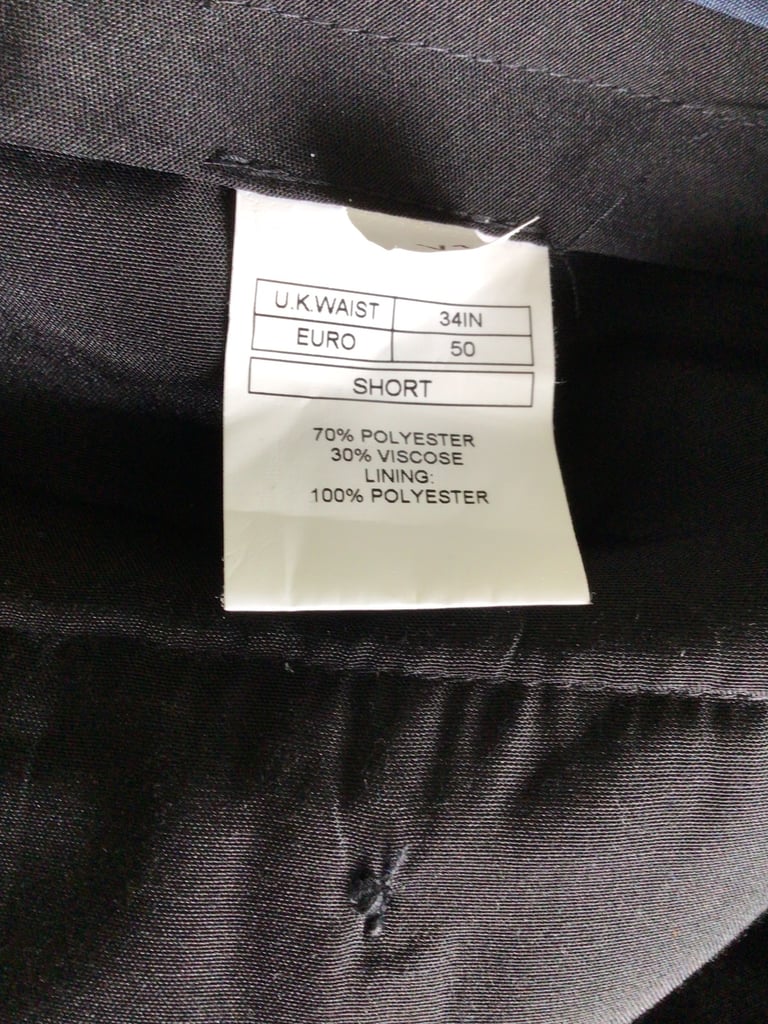 U.K.WAIST 34IN
EURO 50
SHORT
70% POLYESTER
30% VISCOSE
LINING:
100% POLYESTER